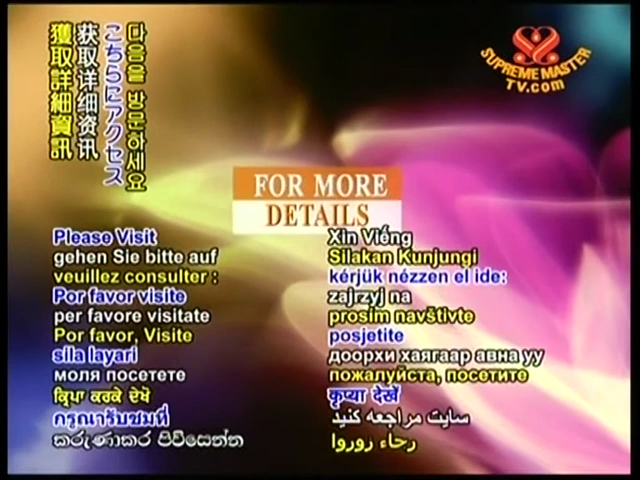 獲取詳細資訊
获取详细资讯
こちらにアクセス
다음을 방문하세요
SUPREME MASTER
TV.com
FOR MORE
DETAILS
Please Visit
gehen Sie bitte auf
veuillez consulter :
Por favor visite
per favore visitate
Por favor, Visite
sila layari
моля посетете
ਕ੍ਰਿਪਾ ਕਰਕੇ ਦੇਖੋ
กรุณารับชมที่
කරුණාකර පිවිසෙන්න
Xin Viếng
Silakan Kunjungi
kérjük nézzen el ide:
zajrzyj na
prosim navštivte
posjetite
доорхи хаягаар авна уу
пожалуйста, посетите
कृप्या देखें
سایت مراجعه کنید
رجاء زوروا